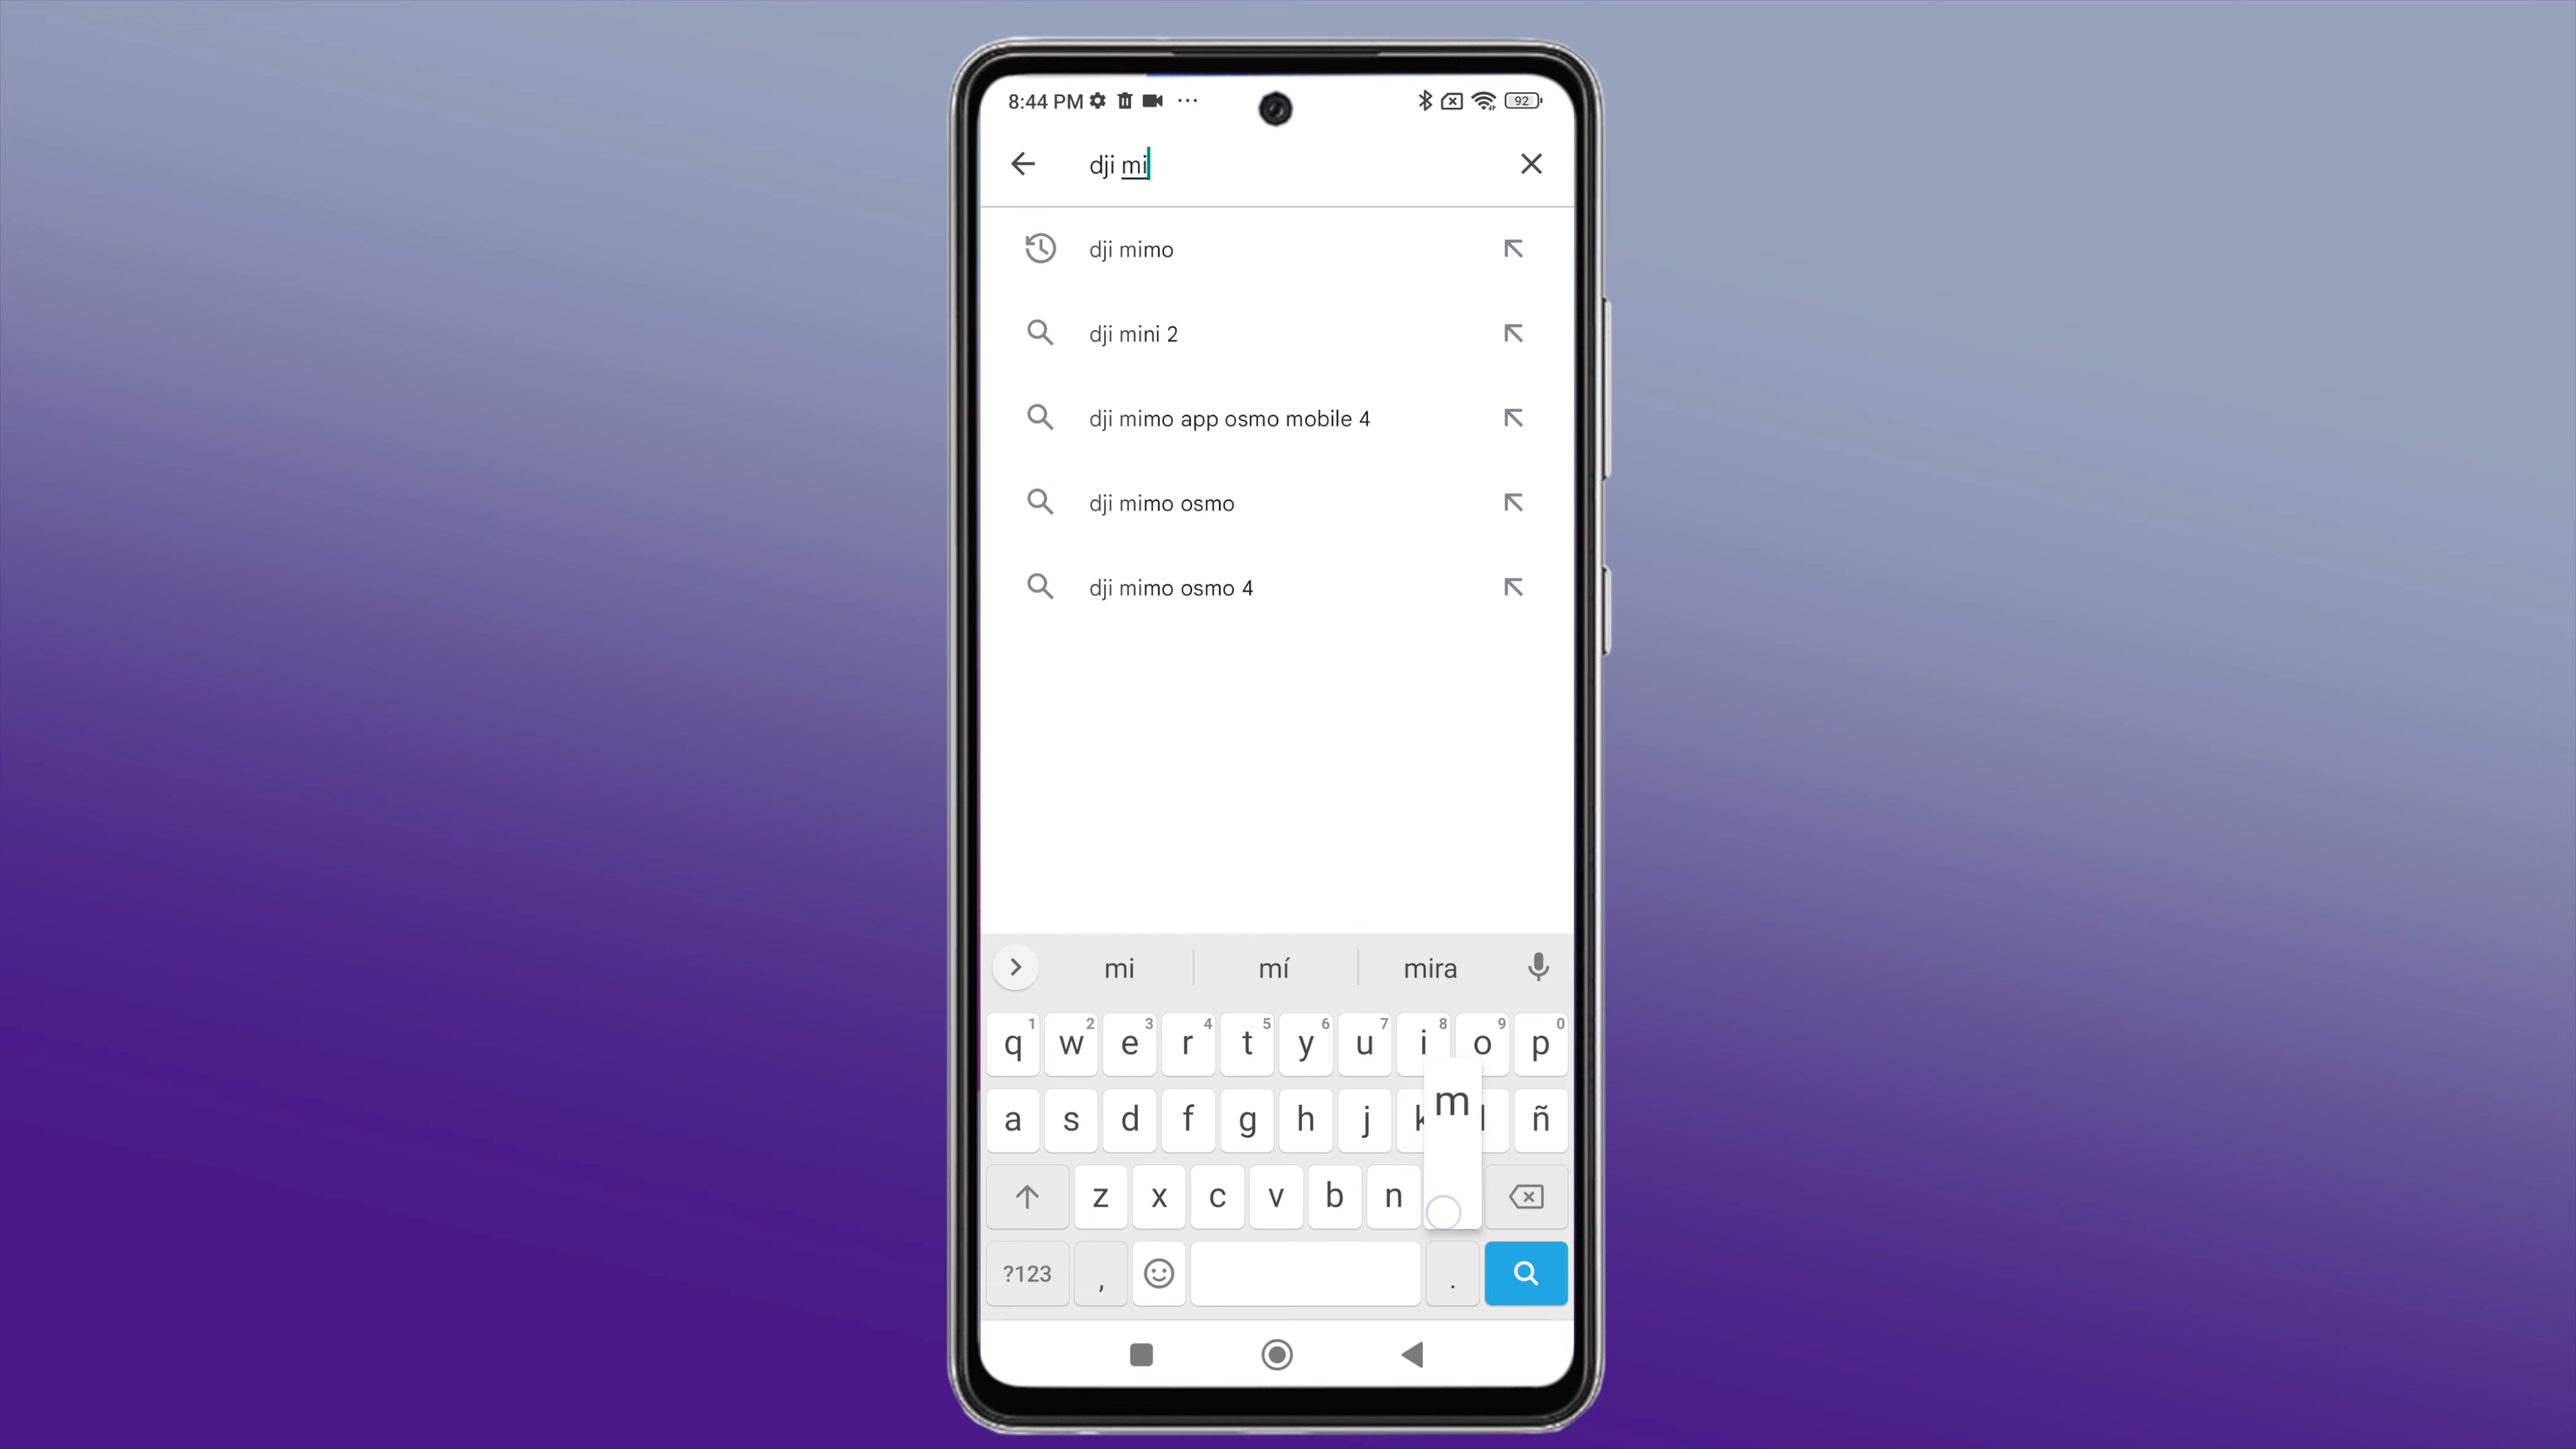 8:44 PM
92
dji mi
dji mimo
dji mini 2
dji mimo app osmo mobile 4
dji mimo osmo
dji mimo osmo 4
mi mí mira
q1 w2 e3 r4 t5 y6 u7 i8 o9 p0
a s d f g h j k l ñ
m
z x c v b n
?123 , .